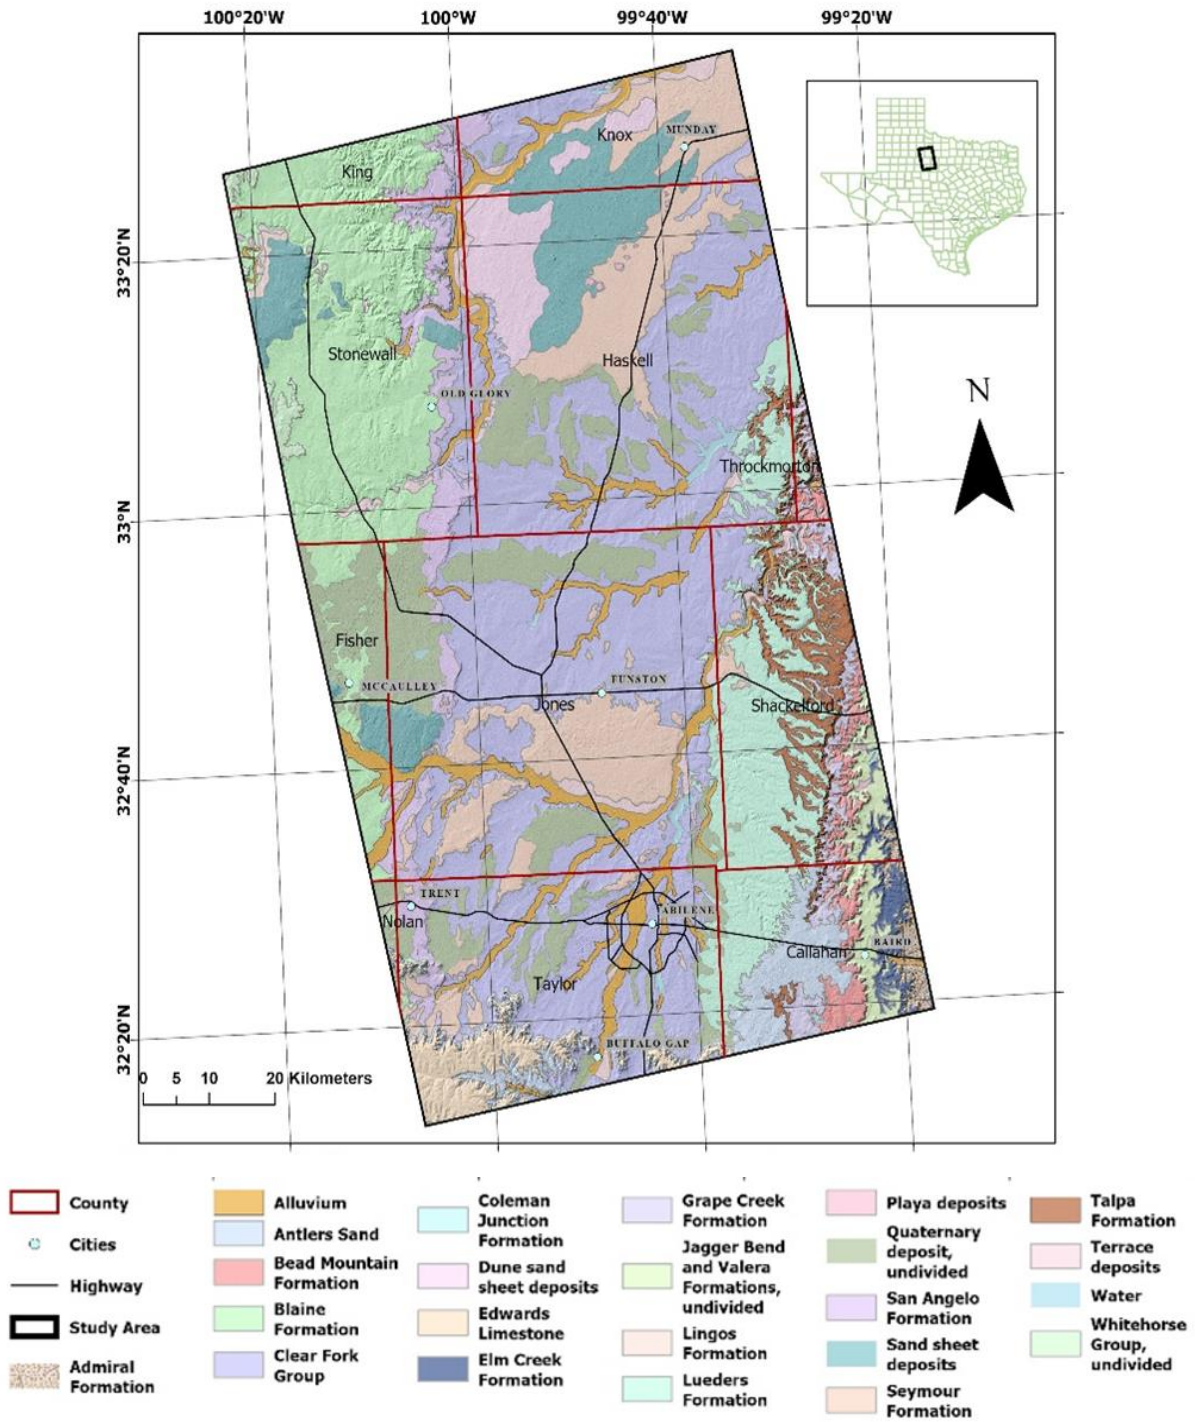 100°20'W 100°W 99°40'W 99°20'W
Knox
MUNDAY
King
33°20'N
Stonewall
Haskell
OLD GLORY
N
Throckmorton
33°N
Fisher
MCCAULLEY
FUNSTON
Jones
Shackelford
32°40'N
TRENT
Nolan
ABILENE
Callahan
BAIRD
Taylor
32°20'N
BUFFALO GAP
0 5 10 20 Kilometers
County
Cities
Highway
Study Area
Admiral
Formation
Alluvium
Antlers Sand
Bead Mountain
Formation
Blaine
Formation
Clear Fork
Group
Coleman
Junction
Formation
Dune sand
sheet deposits
Edwards
Limestone
Elm Creek
Formation
Grape Creek
Formation
Jagger Bend
and Valera
Formations,
undivided
Lingos
Formation
Lueders
Formation
Playa deposits
Quaternary
deposit,
undivided
San Angelo
Formation
Sand sheet
deposits
Seymour
Formation
Talpa
Formation
Terrace
deposits
Water
Whitehorse
Group,
undivided